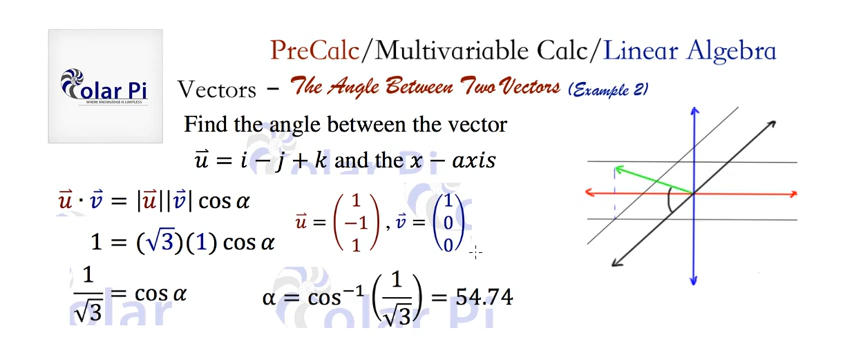 PreCalc/Multivariable Calc/Linear Algebra
olar Pi
WHERE KNOWLEDGE IS LIMITLESS
Vectors – The Angle Between Two Vectors (Example 2)
Find the angle between the vector
u⃗ = i − j + k and the x − axis
u⃗ · v⃗ = |u⃗||v⃗| cos α
u⃗ = (1 −1 1), v⃗ = (1 0 0)
1 = (√3)(1) cos α
1/√3 = cos α
α = cos⁻¹(1/√3) = 54.74